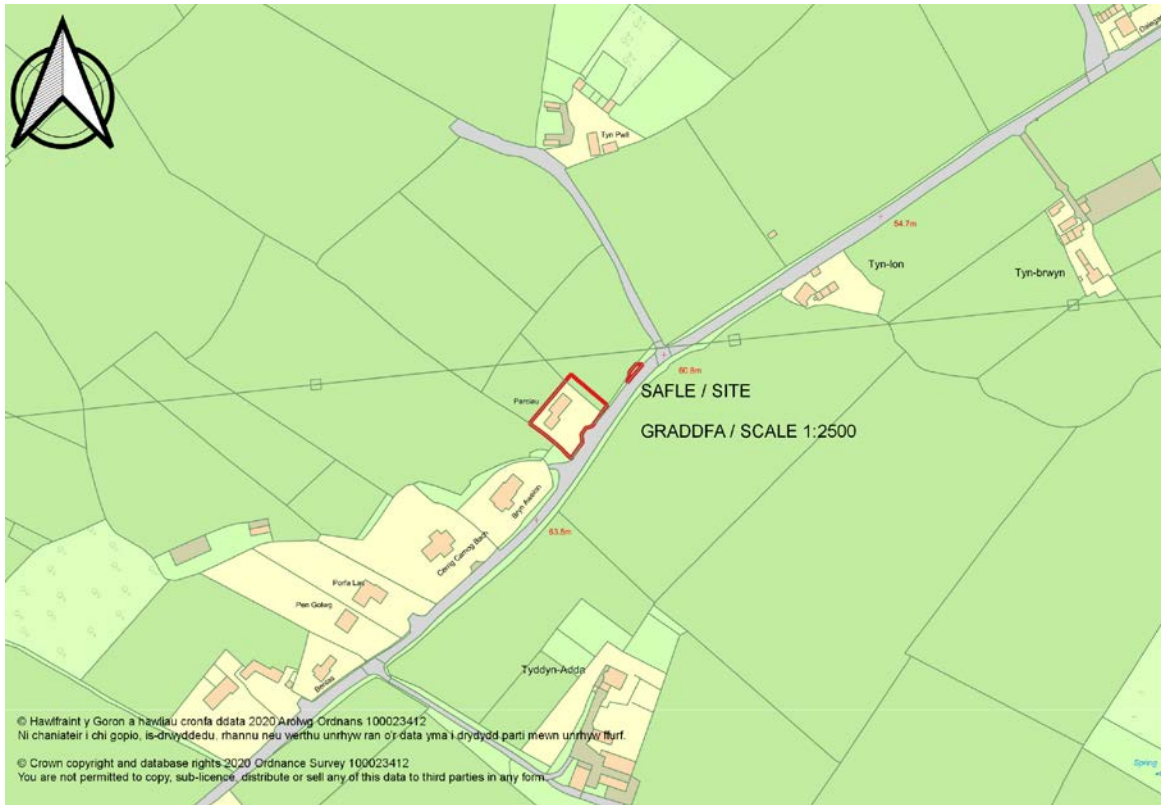 Tyn Pwll
54.7m
Tyn-lon
Tyn-brwyn
60.8m
SAFLE / SITE
Parciau
GRADDFA / SCALE 1:2500
Bryn Awelon
63.5m
Cerrig Camog Bach
Porfa Las
Pen Golwg
Tyddyn-Adda
© Hawlfraint y Goron a hawliau cronfa ddata 2020 Arolwg Ordnans 100023412
Ni chaniateir i chi gopio, is-drwyddedu, rhannu neu werthu unrhyw ran o'r data yma i drydydd parti mewn unrhyw ffurf.
© Crown copyright and database rights 2020 Ordnance Survey 100023412
You are not permitted to copy, sub-licence, distribute or sell any of this data to third parties in any form.
Spring